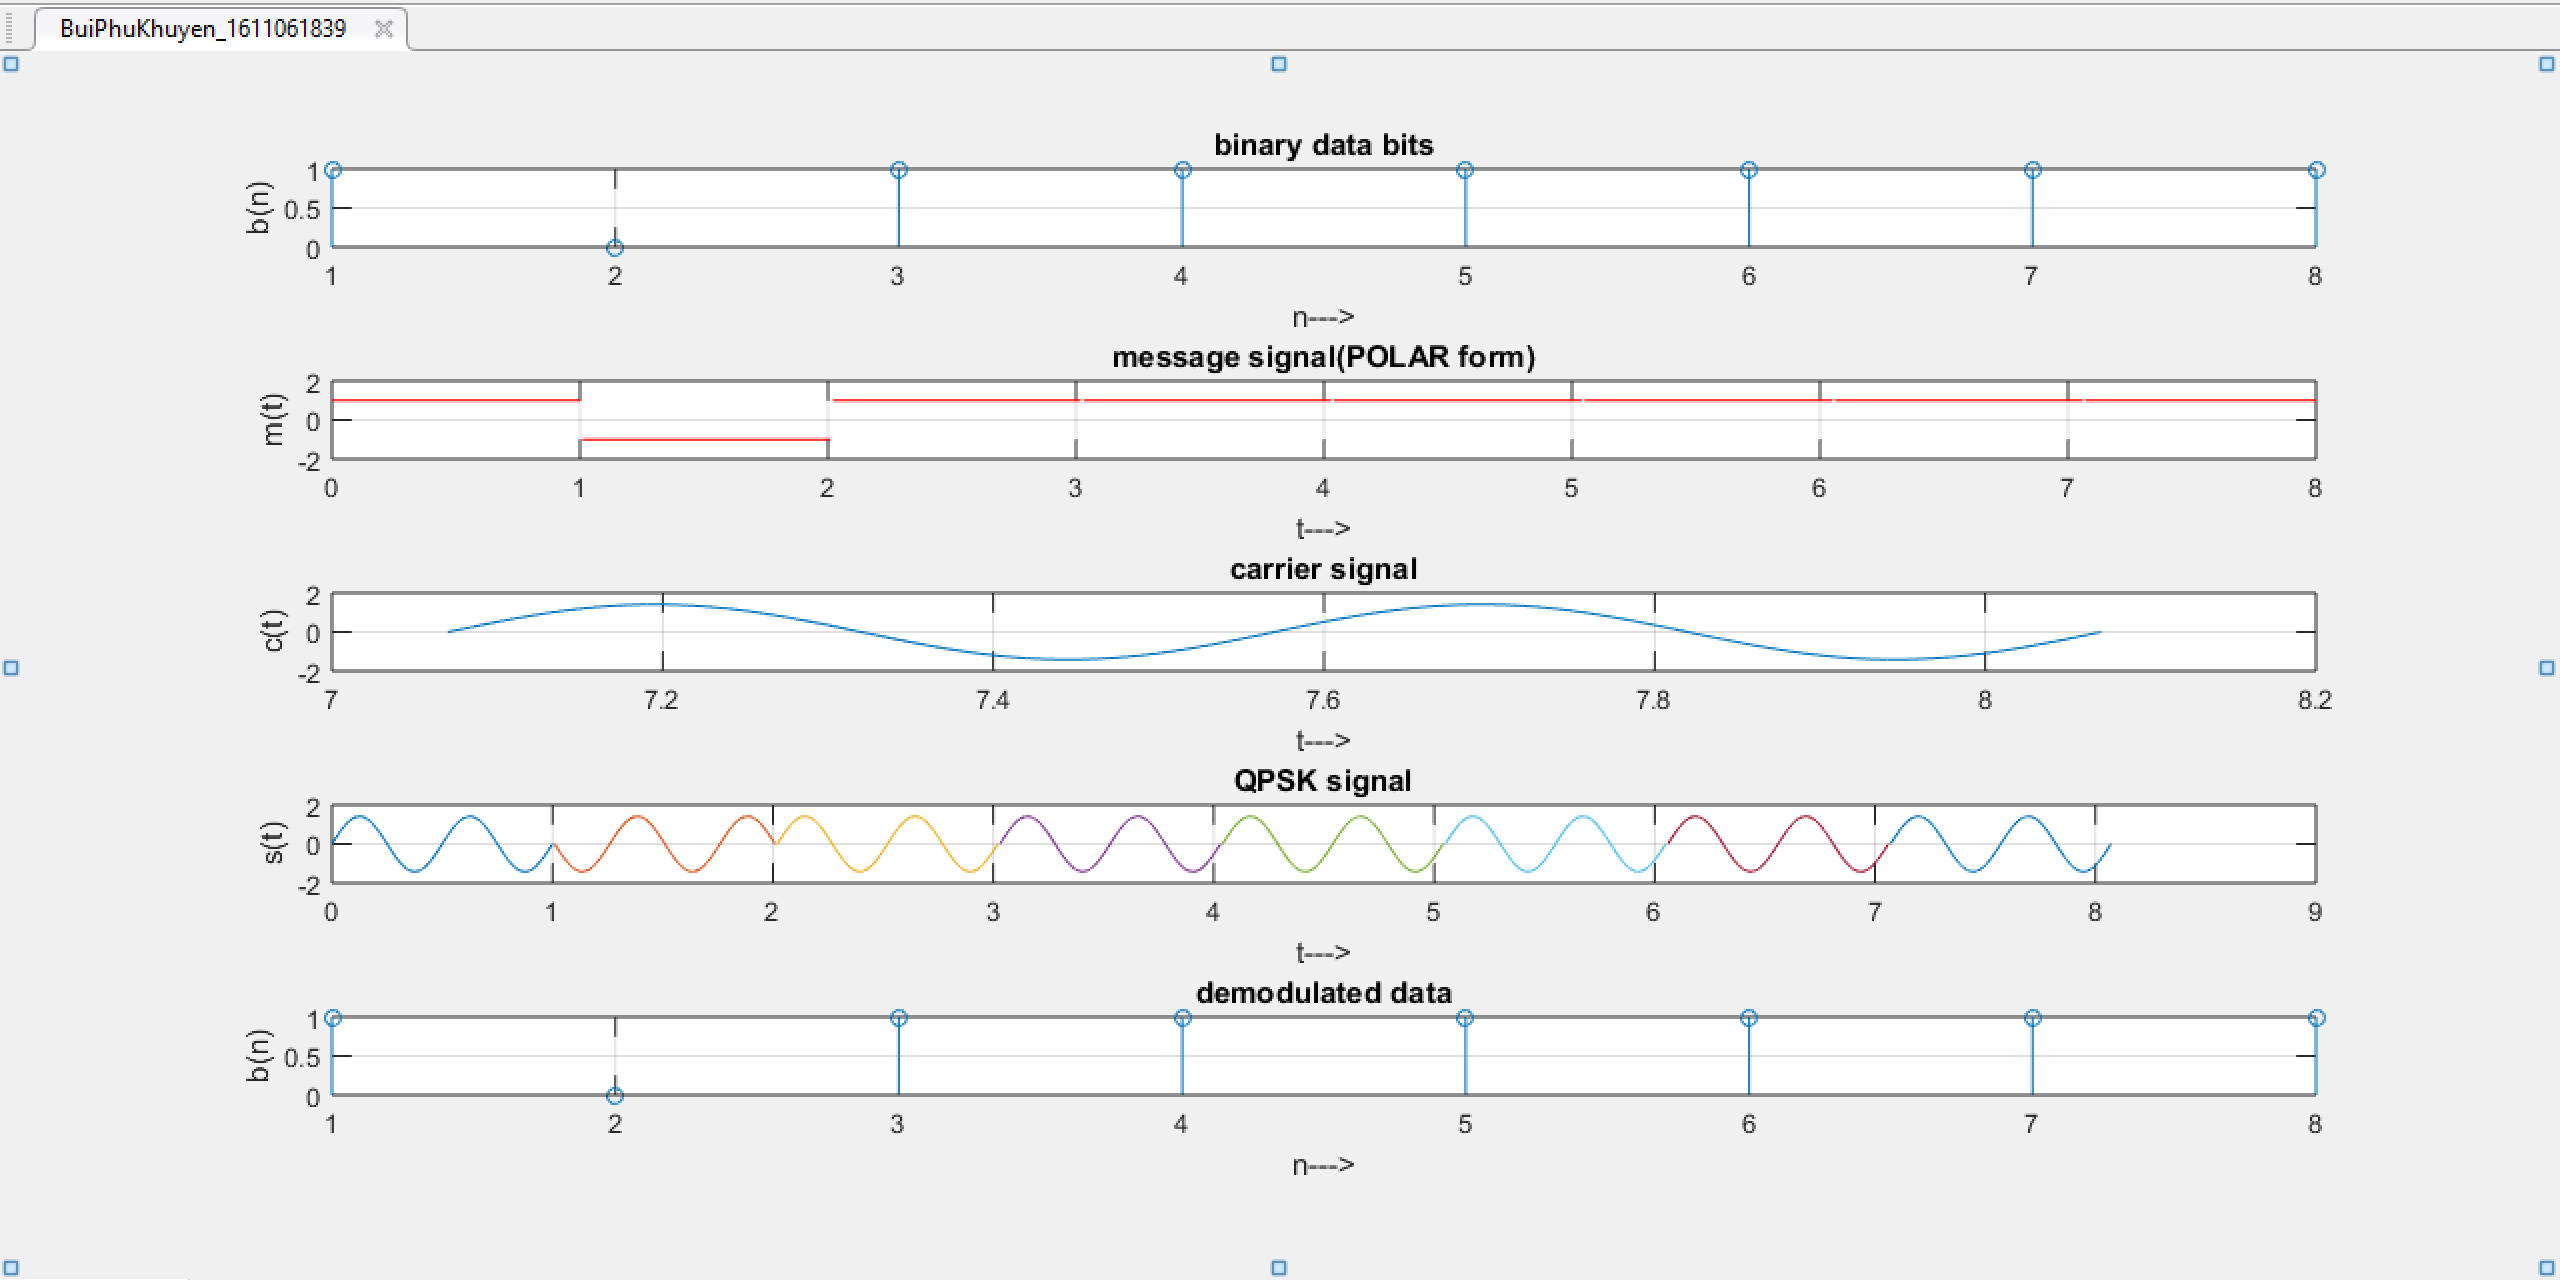 BuiPhuKhuyen_1611061839
binary data bits
b(n)
1
0.5
0
1 2 3 4 5 6 7 8
n--->
message signal(POLAR form)
m(t)
2
0
-2
0 1 2 3 4 5 6 7 8
t--->
carrier signal
c(t)
2
0
-2
7 7.2 7.4 7.6 7.8 8 8.2
t--->
QPSK signal
s(t)
2
0
-2
0 1 2 3 4 5 6 7 8 9
t--->
demodulated data
b(n)
1
0.5
0
1 2 3 4 5 6 7 8
n--->